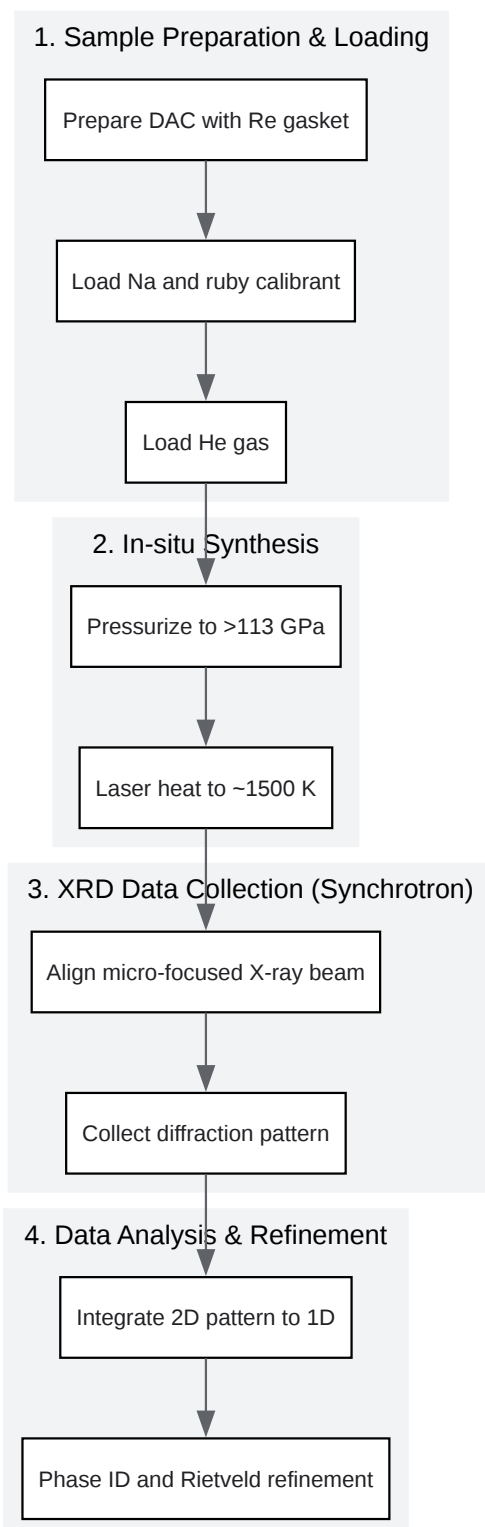 1. Sample Preparation & Loading
Prepare DAC with Re gasket
Load Na and ruby calibrant
Load He gas
2. In-situ Synthesis
Pressurize to >113 GPa
Laser heat to ~1500 K
3. XRD Data Collection (Synchrotron)
Align micro-focused X-ray beam
Collect diffraction pattern
4. Data Analysis & Refinement
Integrate 2D pattern to 1D
Phase ID and Rietveld refinement